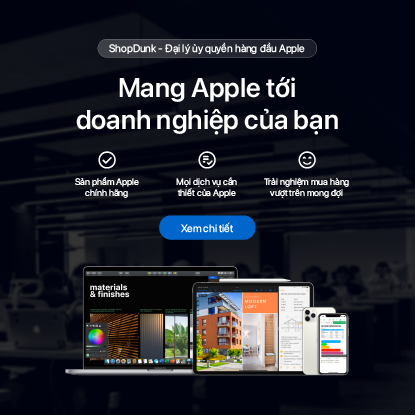 ShopDunk - Đại lý ủy quyền hàng đầu Apple
Mang Apple tới
doanh nghiệp của bạn
Sản phẩm Apple
chính hãng
Mọi dịch vụ cần
thiết của Apple
Trải nghiệm mua hàng
vượt trên mong đợi
Xem chi tiết
materials
& finishes
MODERN
LOFT